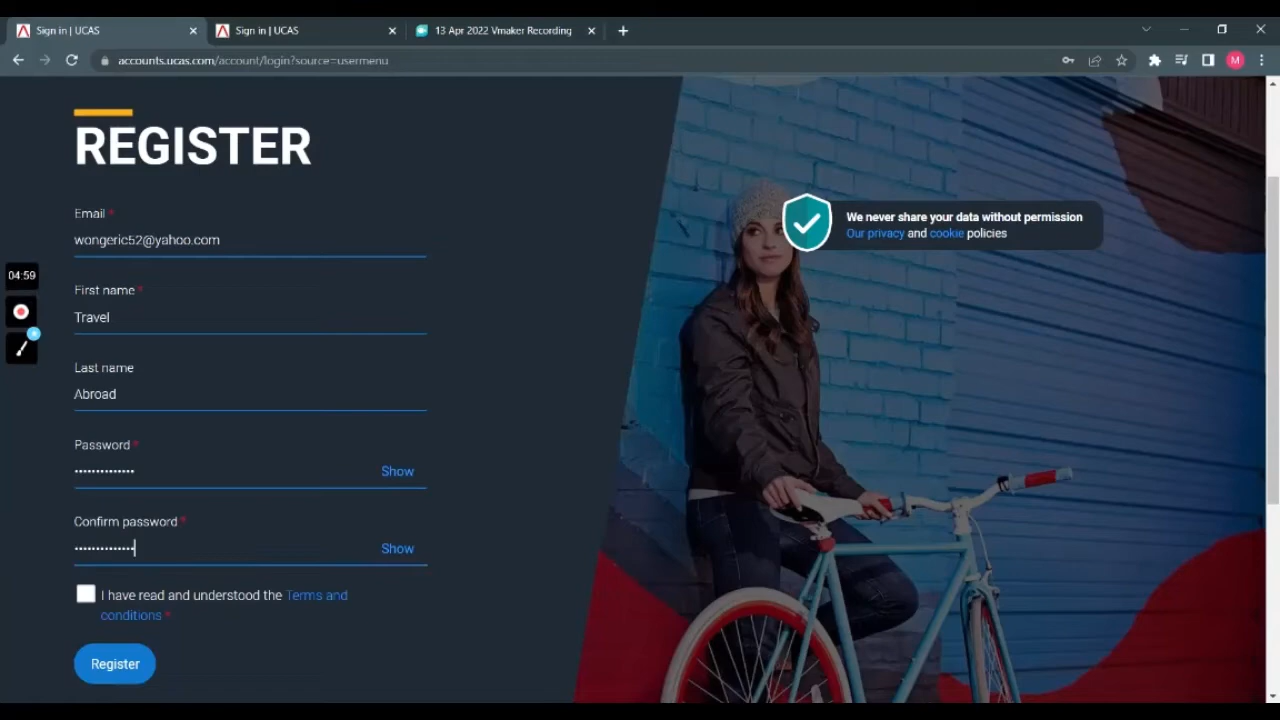 Sign in | UCAS
Sign in | UCAS
13 Apr 2022 Vmaker Recording
accounts.ucas.com/account/login?source=usermenu
M
REGISTER
Email *
wongeric52@yahoo.com
We never share your data without permission
Our privacy and cookie policies
04:59
First name *
Travel
Last name
Abroad
Password *
•••••••••••••• Show
Confirm password *
•••••••••••••• Show
I have read and understood the Terms and
conditions *
Register